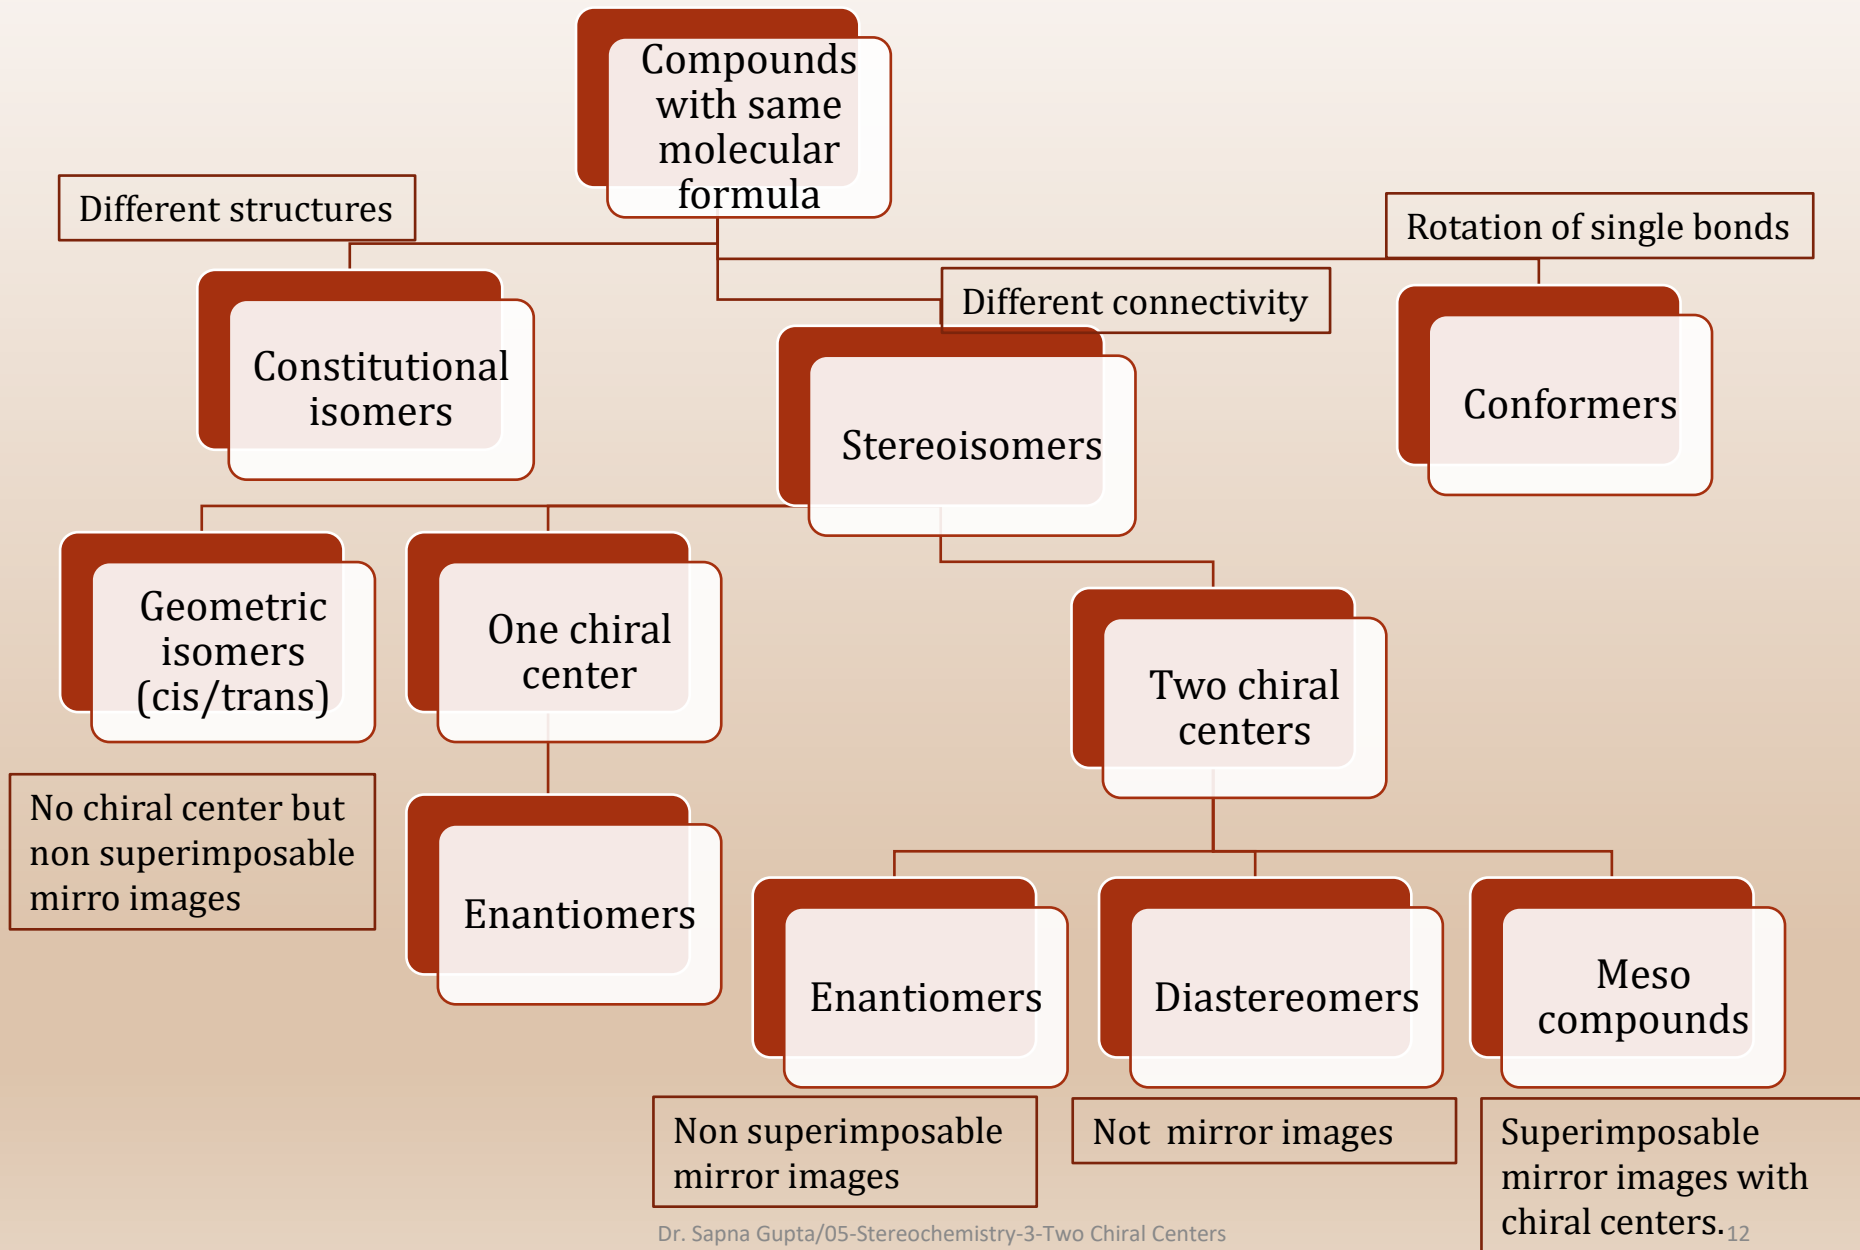 Compounds
with same
molecular
formula
Different structures
Rotation of single bonds
Different connectivity
Constitutional
isomers
Stereoisomers
Conformers
Geometric
isomers
(cis/trans)
One chiral
center
Two chiral
centers
No chiral center but
non superimposable
mirro images
Enantiomers
Enantiomers
Diastereomers
Meso
compounds
Non superimposable
mirror images
Not mirror images
Superimposable
mirror images with
chiral centers.
Dr. Sapna Gupta/05-Stereochemistry-3-Two Chiral Centers
12